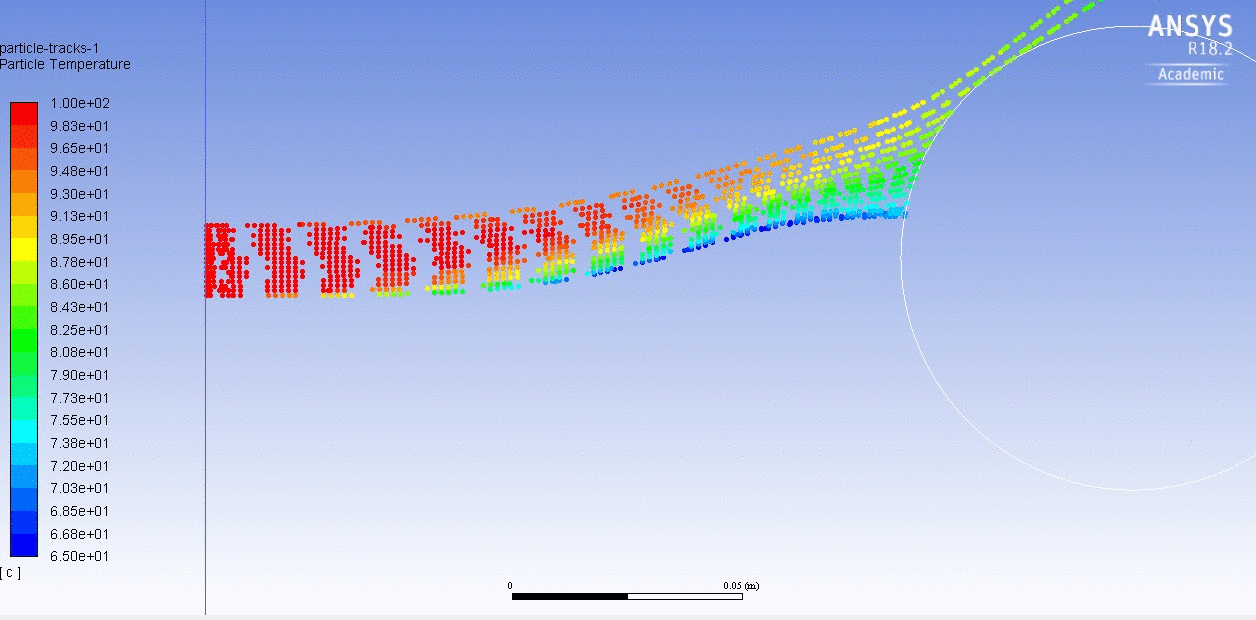 particle-tracks-1
Particle Temperature
ANSYS
R18.2
Academic
1.00e+02
9.83e+01
9.65e+01
9.48e+01
9.30e+01
9.13e+01
8.95e+01
8.78e+01
8.60e+01
8.43e+01
8.25e+01
8.08e+01
7.90e+01
7.73e+01
7.55e+01
7.38e+01
7.20e+01
7.03e+01
6.85e+01
6.68e+01
6.50e+01
[ C ]
0 0.05 (m)